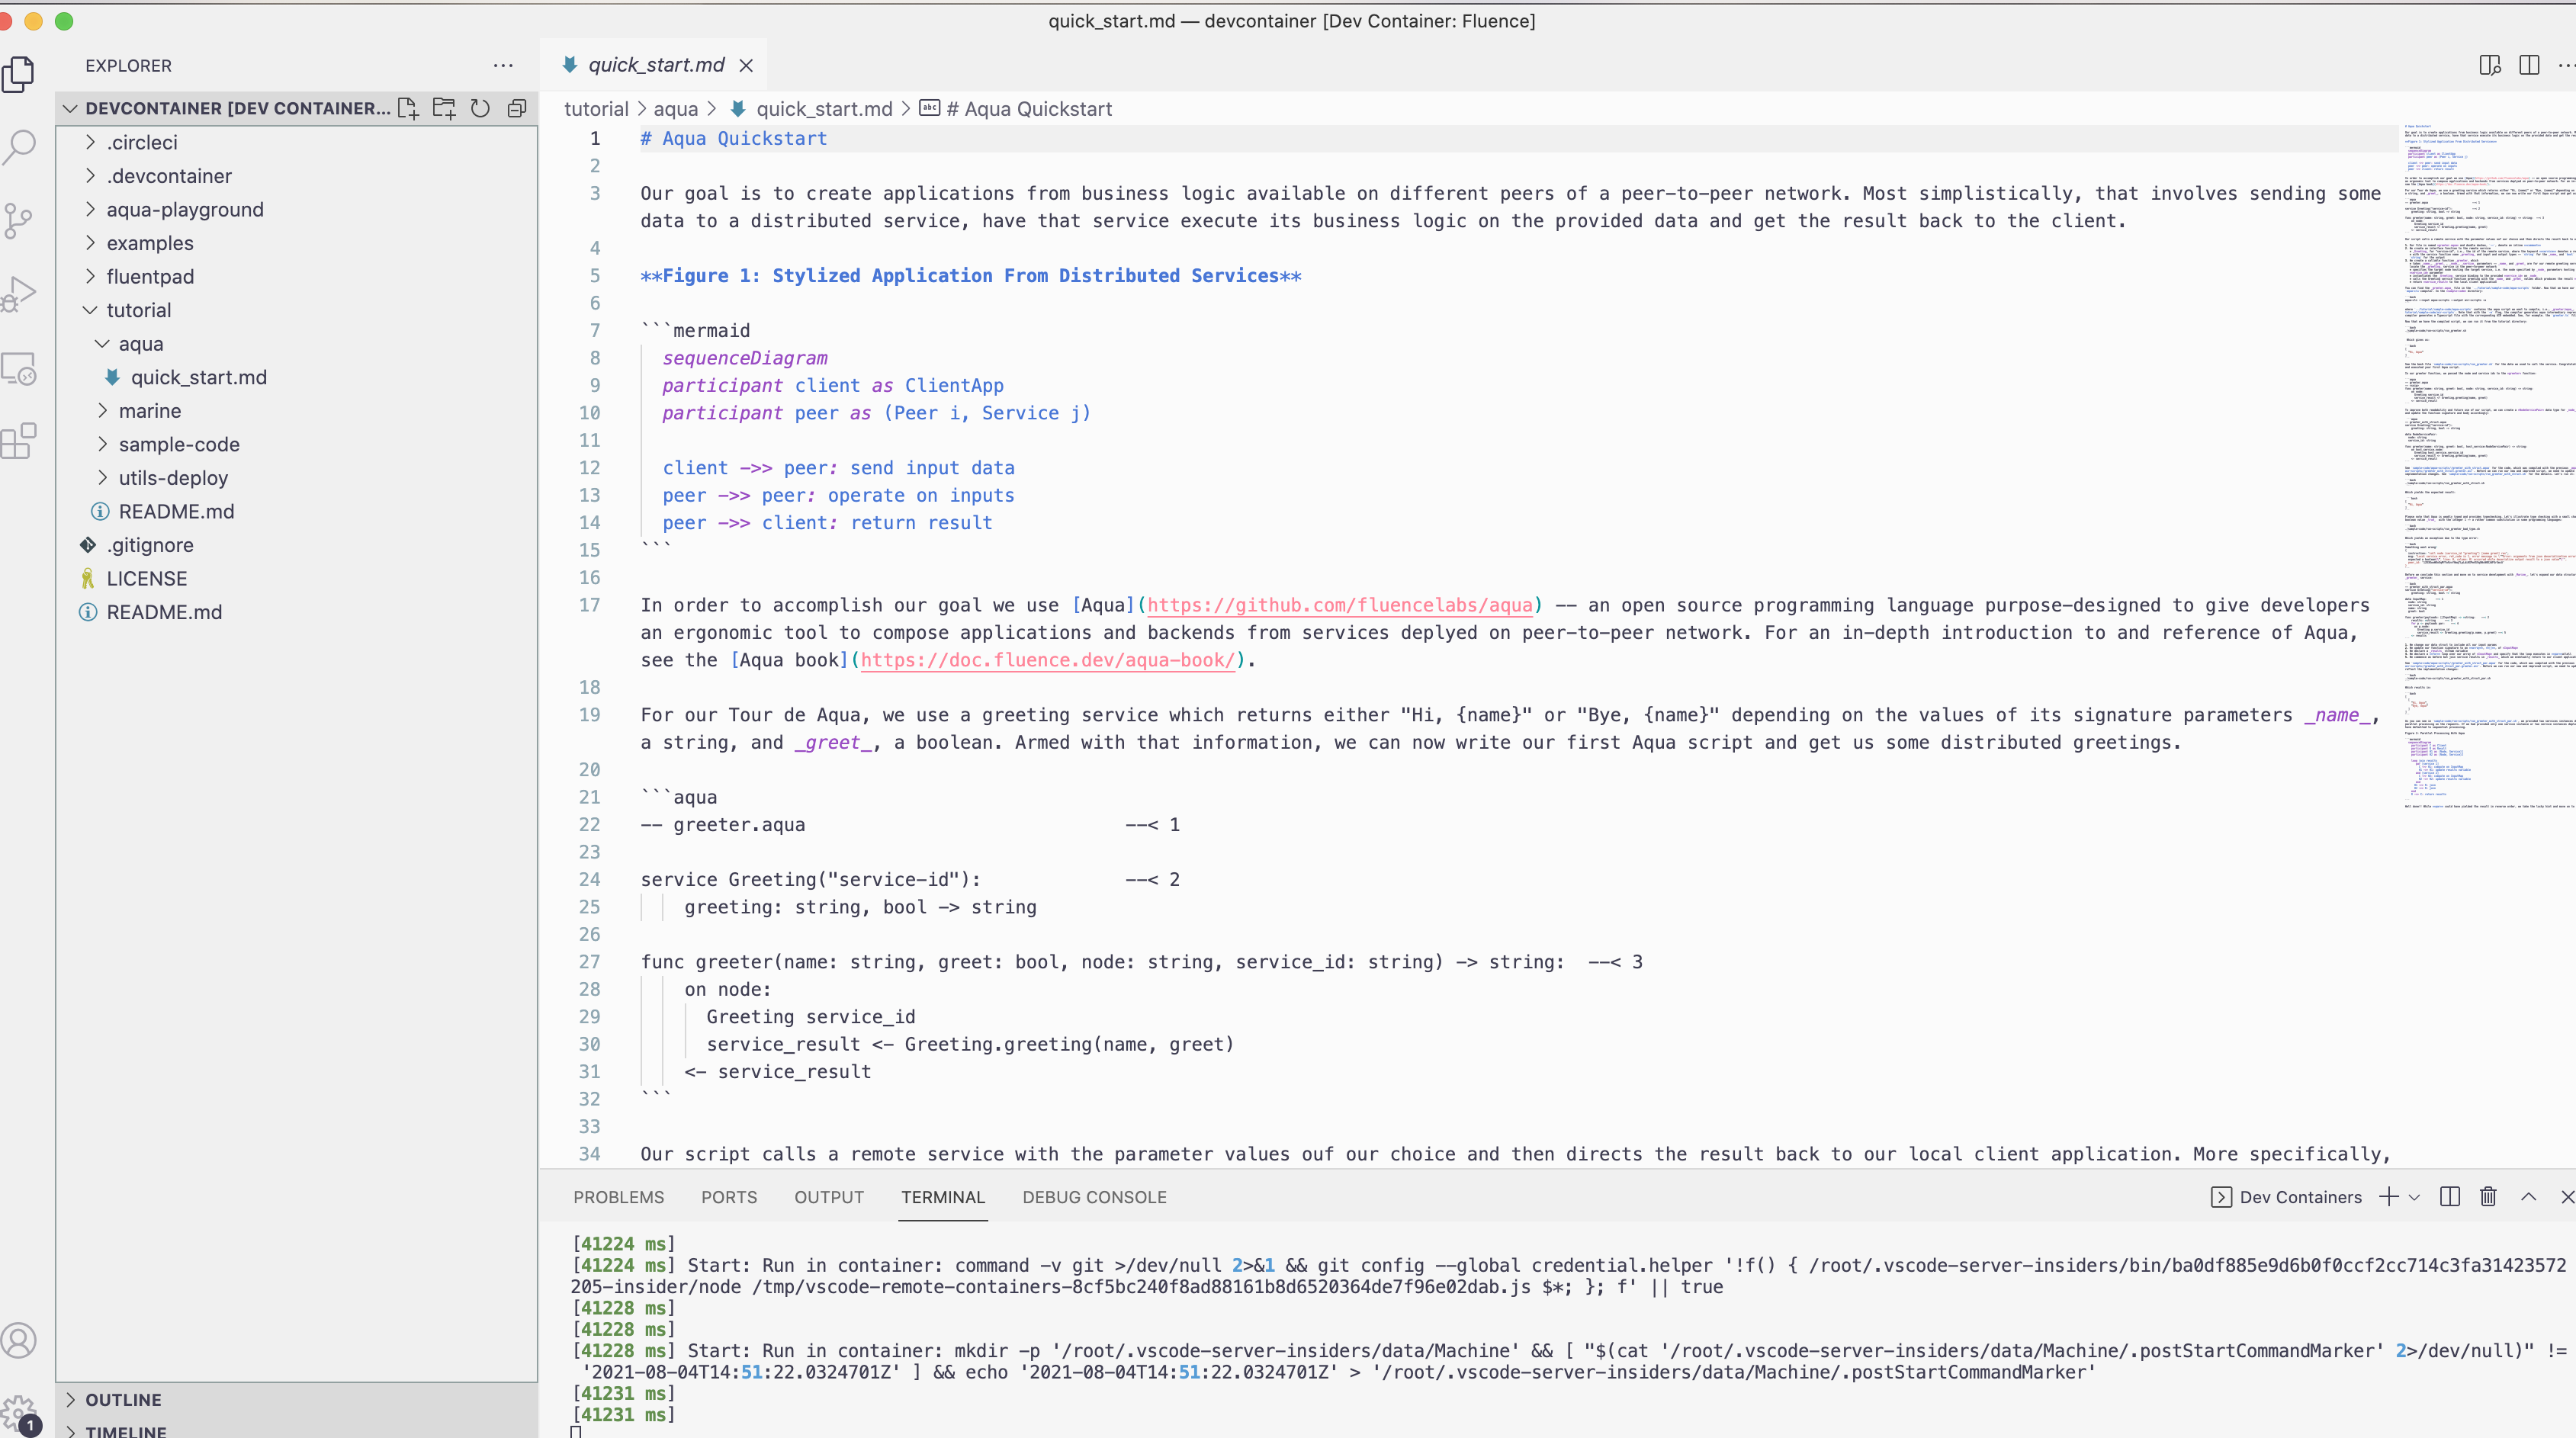 quick_start.md — devcontainer [Dev Container: Fluence]
EXPLORER
quick_start.md
DEVCONTAINER [DEV CONTAINER...
.circleci
.devcontainer
aqua-playground
examples
fluentpad
tutorial
aqua
quick_start.md
marine
sample-code
utils-deploy
README.md
.gitignore
LICENSE
README.md
OUTLINE
TIMELINE
1
tutorial > aqua > quick_start.md > abc # Aqua Quickstart
1 # Aqua Quickstart
2
3 Our goal is to create applications from business logic available on different peers of a peer-to-peer network. Most simplistically, that involves sending some
data to a distributed service, have that service execute its business logic on the provided data and get the result back to the client.
4
5 **Figure 1: Stylized Application From Distributed Services**
6
7 ```mermaid
8 sequenceDiagram
9 participant client as ClientApp
10 participant peer as (Peer i, Service j)
11
12 client ->> peer: send input data
13 peer ->> peer: operate on inputs
14 peer ->> client: return result
15 ```
16
17 In order to accomplish our goal we use [Aqua](https://github.com/fluencelabs/aqua) -- an open source programming language purpose-designed to give developers
an ergonomic tool to compose applications and backends from services deplyed on peer-to-peer network. For an in-depth introduction to and reference of Aqua,
see the [Aqua book](https://doc.fluence.dev/aqua-book/).
18
19 For our Tour de Aqua, we use a greeting service which returns either "Hi, {name}" or "Bye, {name}" depending on the values of its signature parameters _name_,
a string, and _greet_, a boolean. Armed with that information, we can now write our first Aqua script and get us some distributed greetings.
20
21 ```aqua
22 -- greeter.aqua --< 1
23
24 service Greeting("service-id"): --< 2
25 greeting: string, bool -> string
26
27 func greeter(name: string, greet: bool, node: string, service_id: string) -> string: --< 3
28 on node:
29 Greeting service_id
30 service_result <- Greeting.greeting(name, greet)
31 <- service_result
32 ```
33
34 Our script calls a remote service with the parameter values ouf our choice and then directs the result back to our local client application. More specifically,
PROBLEMS PORTS OUTPUT TERMINAL DEBUG CONSOLE
Dev Containers
[41224 ms]
[41224 ms] Start: Run in container: command -v git >/dev/null 2>&1 && git config --global credential.helper '!f() { /root/.vscode-server-insiders/bin/ba0df885e9d6b0f0ccf2cc714c3fa31423572
205-insider/node /tmp/vscode-remote-containers-8cf5bc240f8ad88161b8d6520364de7f96e02dab.js $*; }; f' || true
[41228 ms]
[41228 ms]
[41228 ms] Start: Run in container: mkdir -p '/root/.vscode-server-insiders/data/Machine' && [ "$(cat '/root/.vscode-server-insiders/data/Machine/.postStartCommandMarker' 2>/dev/null)" !=
'2021-08-04T14:51:22.0324701Z' ] && echo '2021-08-04T14:51:22.0324701Z' > '/root/.vscode-server-insiders/data/Machine/.postStartCommandMarker'
[41231 ms]
[41231 ms]